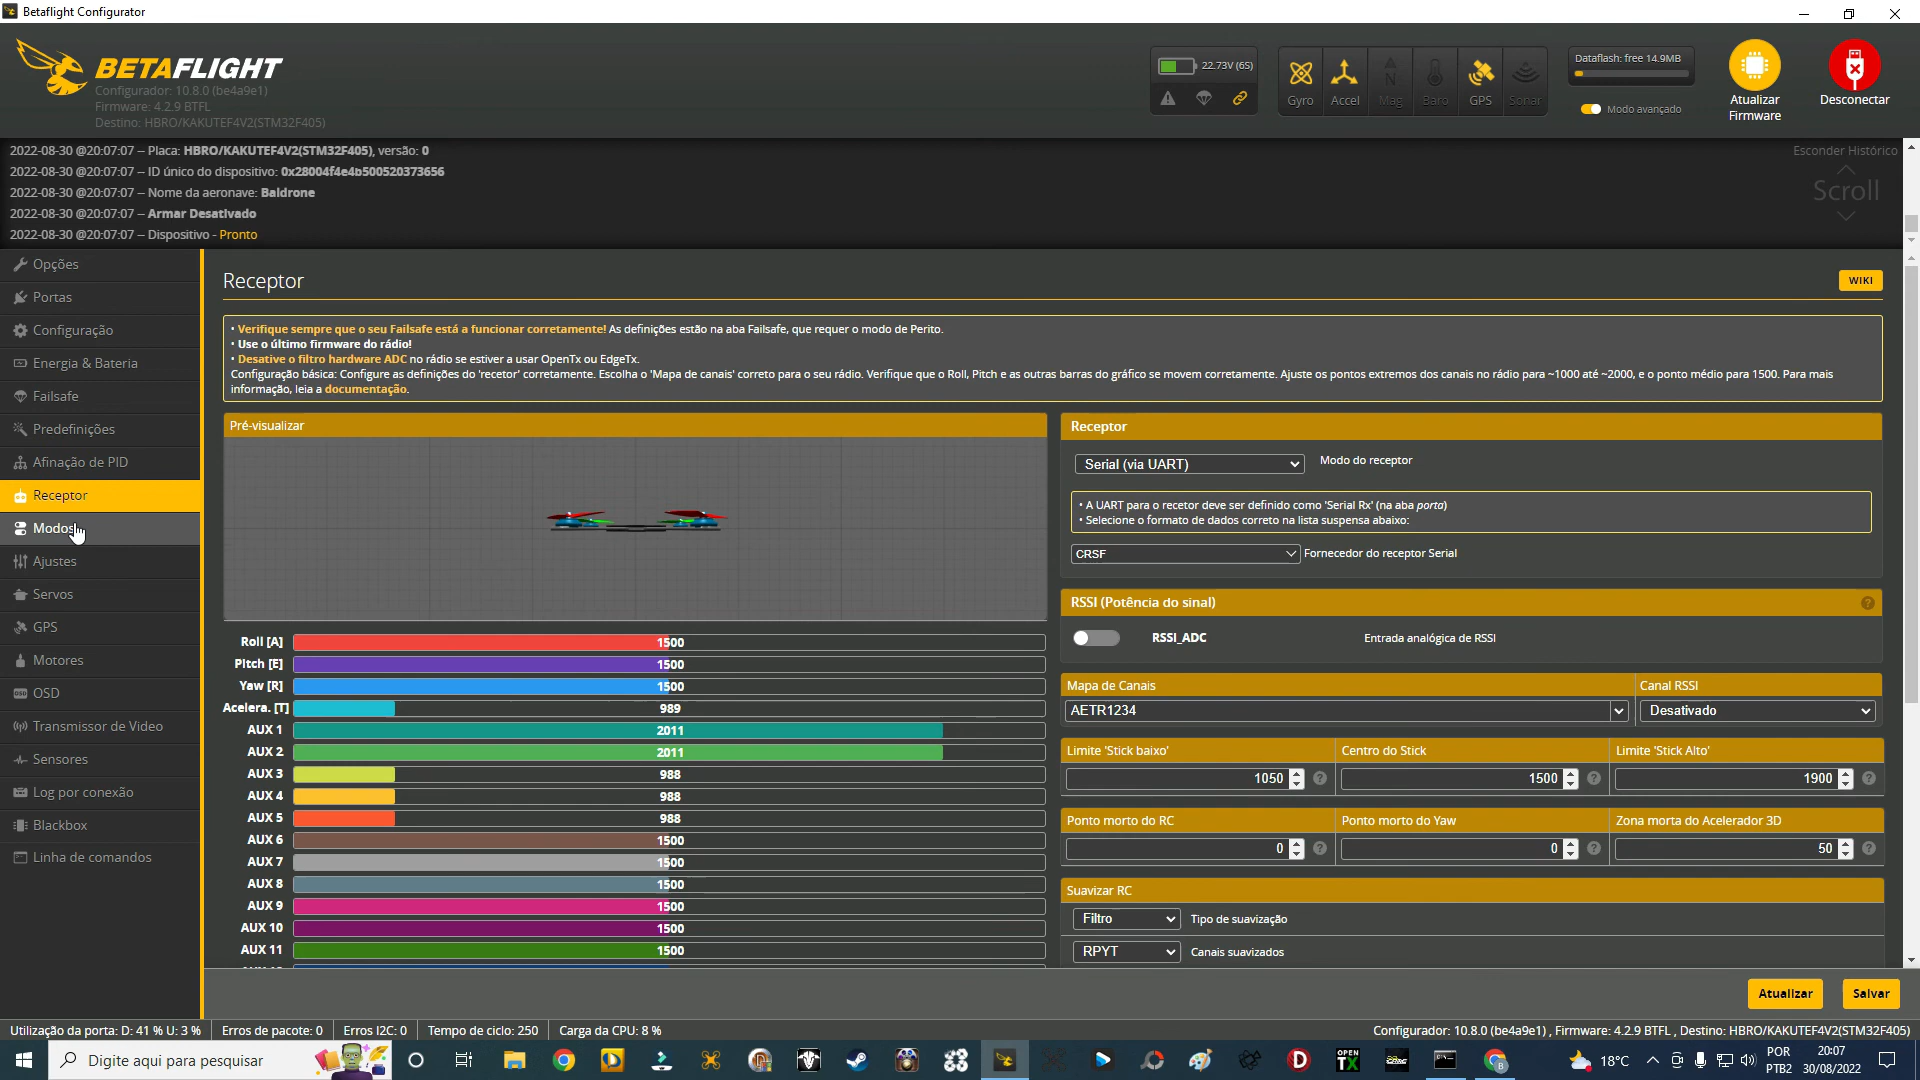 Betaflight Configurator
BETAFLIGHT
Configurador: 10.8.0 (be4a9e1)
Firmware: 4.2.9 BTFL
Destino: HBRO/KAKUTEF4V2(STM32F405)
22.73V (6S)
Gyro
Accel
Mag
Baro
GPS
Sonar
Dataflash: free 14.9MB
Modo avançado
Atualizar
Firmware
Desconectar
2022-08-30 @20:07:07 -- Placa: HBRO/KAKUTEF4V2(STM32F405), versão: 0
2022-08-30 @20:07:07 -- ID único do dispositivo: 0x28004f4e4b500520373656
2022-08-30 @20:07:07 -- Nome da aeronave: Baldrone
2022-08-30 @20:07:07 -- Armar Desativado
2022-08-30 @20:07:07 -- Dispositivo - Pronto
Esconder Histórico
Scroll
Opções
Portas
Configuração
Energia & Bateria
Failsafe
Predefinições
Afinação de PID
Receptor
Modos
Ajustes
Servos
GPS
Motores
OSD
Transmissor de Video
Sensores
Log por conexão
Blackbox
Linha de comandos
Receptor
WIKI
• Verifique sempre que o seu Failsafe está a funcionar corretamente! As definições estão na aba Failsafe, que requer o modo de Perito.
• Use o último firmware do rádio!
• Desative o filtro hardware ADC no rádio se estiver a usar OpenTx ou EdgeTx.
Configuração básica: Configure as definições do 'recetor' corretamente. Escolha o 'Mapa de canais' correto para o seu rádio. Verifique que o Roll, Pitch e as outras barras do gráfico se movem corretamente. Ajuste os pontos extremos dos canais no rádio para ~1000 até ~2000, e o ponto médio para 1500. Para mais
informação, leia a documentação.
Pré-visualizar
Roll [A] 1500
Pitch [E] 1500
Yaw [R] 1500
Acelera. [T] 989
AUX 1 2011
AUX 2 2011
AUX 3 988
AUX 4 988
AUX 5 988
AUX 6 1500
AUX 7 1500
AUX 8 1500
AUX 9 1500
AUX 10 1500
AUX 11 1500
Receptor
Serial (via UART) Modo do receptor
• A UART para o recetor deve ser definido como 'Serial Rx' (na aba porta)
• Selecione o formato de dados correto na lista suspensa abaixo:
CRSF Fornecedor do receptor Serial
RSSI (Potência do sinal)
RSSI_ADC Entrada analógica de RSSI
Mapa de Canais Canal RSSI
AETR1234 Desativado
Limite 'Stick baixo' Centro do Stick Limite 'Stick Alto'
1050 1500 1900
Ponto morto do RC Ponto morto do Yaw Zona morta do Acelerador 3D
0 0 50
Suavizar RC
Filtro Tipo de suavização
RPYT Canais suavizados
Atualizar Salvar
Utilização da porta: D: 41 % U: 3 % Erros de pacote: 0 Erros I2C: 0 Tempo de ciclo: 250 Carga da CPU: 8 %
Configurador: 10.8.0 (be4a9e1) , Firmware: 4.2.9 BTFL , Destino: HBRO/KAKUTEF4V2(STM32F405)
Digite aqui para pesquisar
OPEN
TX
18°C
POR
PTB2
20:07
30/08/2022